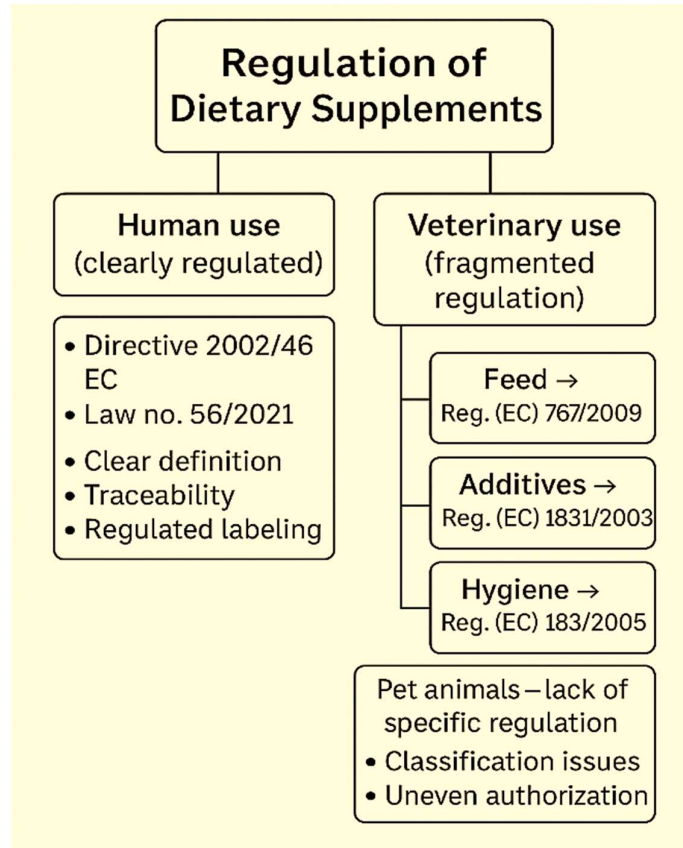 Regulation of
Dietary Supplements
Human use
(clearly regulated)
• Directive 2002/46
EC
• Law no. 56/2021
• Clear definition
• Traceability
• Regulated labeling
Veterinary use
(fragmented
regulation)
Feed →
Reg. (EC) 767/2009
Additives →
Reg. (EC) 1831/2003
Hygiene →
Reg. (EC) 183/2005
Pet animals – lack of
specific regulation
• Classification issues
• Uneven authorization